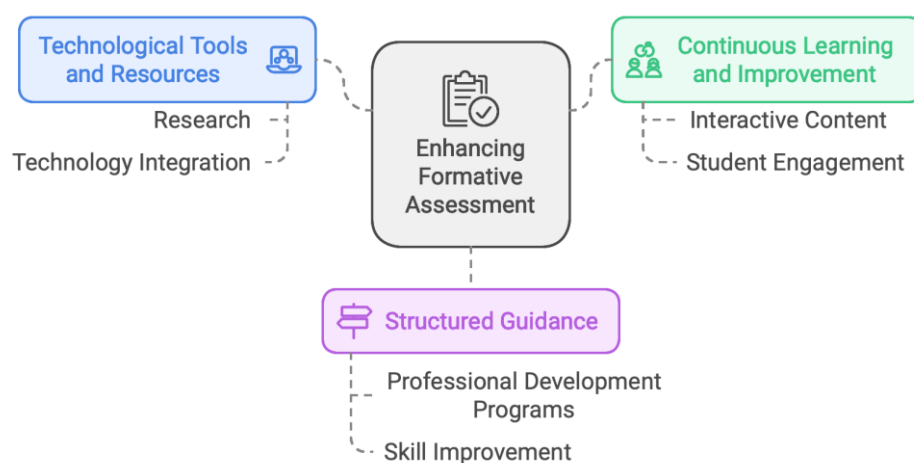 Technological Tools
and Resources
Research
Technology Integration
Enhancing
Formative
Assessment
Continuous Learning
and Improvement
Interactive Content
Student Engagement
Structured Guidance
Professional Development
Programs
Skill Improvement